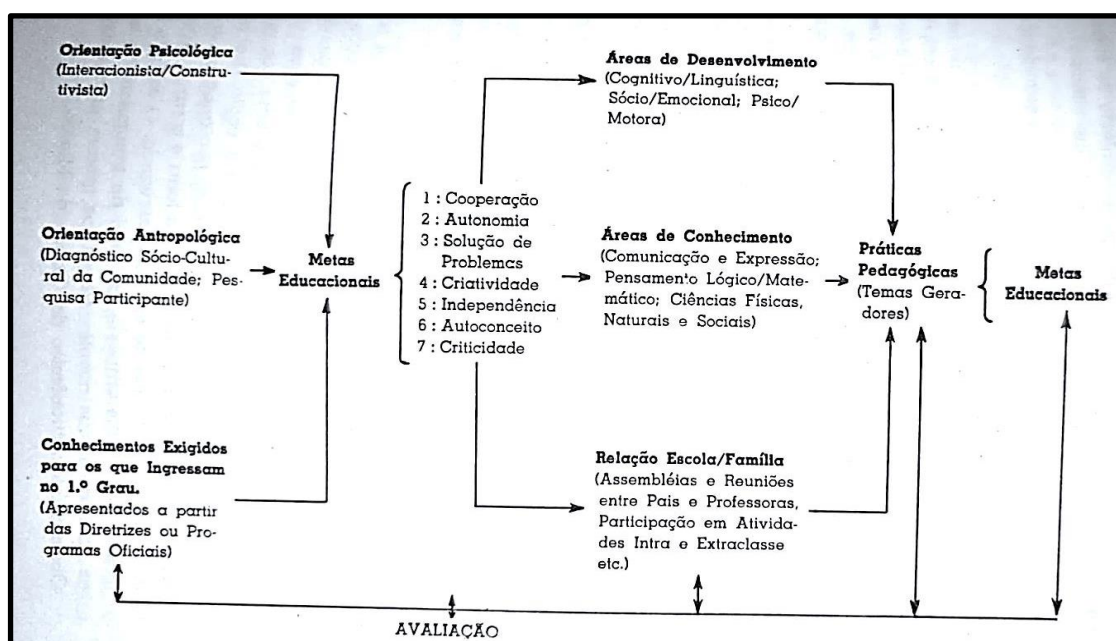 Orientação Psicológica
(Interacionista/Constru-
tivista)
Orientação Antropológica
(Diagnóstico Sócio-Cultu-
ral da Comunidade; Pes-
quisa Participante)
Conhecimentos Exigidos
para os que Ingressam
no 1.º Grau.
(Apresentados a partir
das Diretrizes ou Pro-
gramas Oficiais)
Metas
Educacionais
1 : Cooperação
2 : Autonomia
3 : Solução de
Problemcs
4 : Criatividade
5 : Independência
6 : Autoconceito
7 : Criticidade
Áreas de Desenvolvimento
(Cognitivo/Linguística;
Sócio/Emocional; Psico/
Motora)
Áreas de Conhecimento
(Comunicação e Expressão;
Pensamento Lógico/Mate-
mático; Ciências Físicas,
Naturais e Sociais)
Relação Escola/Família
(Assembléias e Reuniões
entre Pais e Professoras,
Participação em Ativida-
des Intra e Extraclasse
etc.)
Práticas
Pedagógicas
(Temas Gera-
dores)
Metas
Educacionais
AVALIAÇÃO